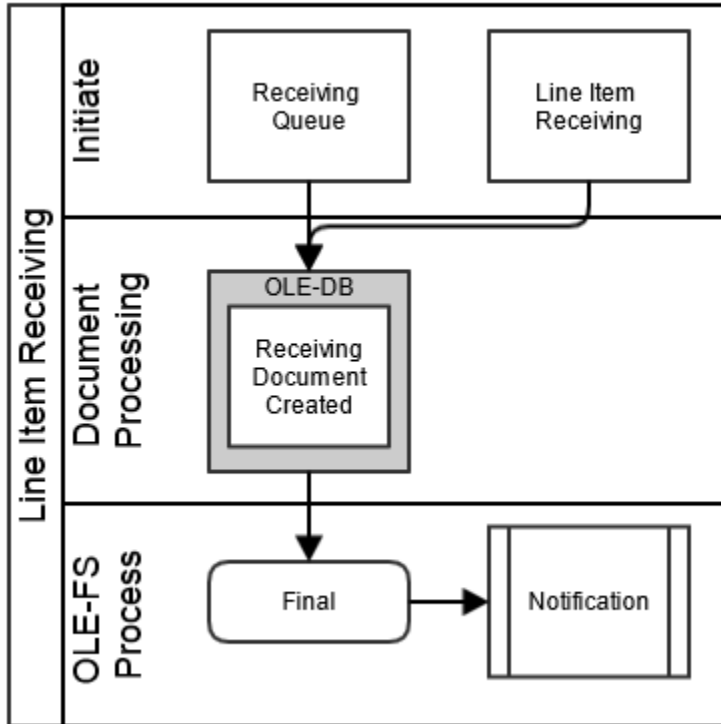 Line Item Receiving
Initiate
Receiving
Queue
Line Item
Receiving
Document
Processing
OLE-DB
Receiving
Document
Created
OLE-FS
Process
Final
Notification